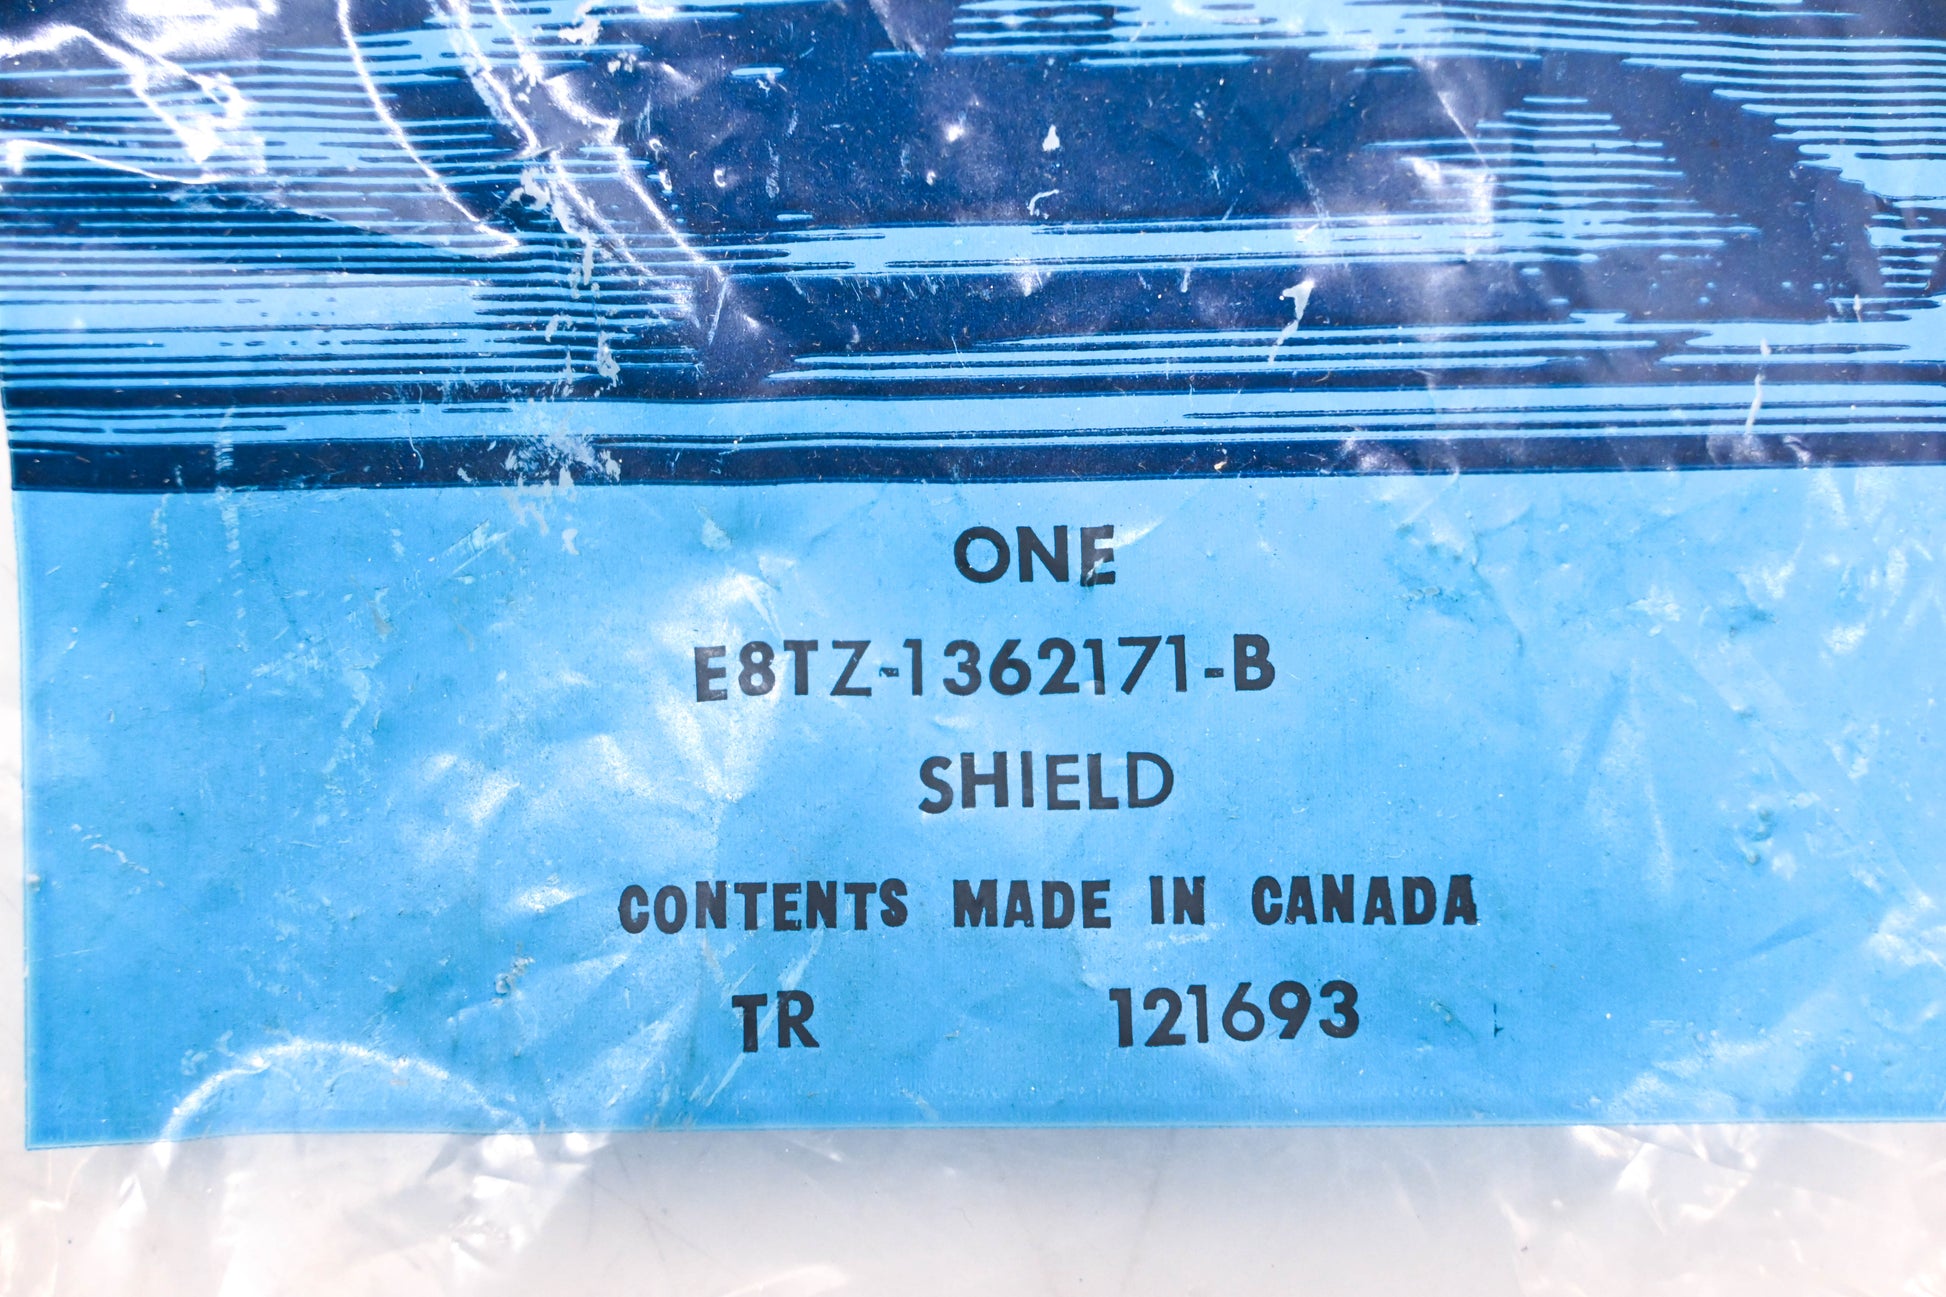 ONE
E8TZ-1362171-B
SHIELD
CONTENTS MADE IN CANADA
TR 121693